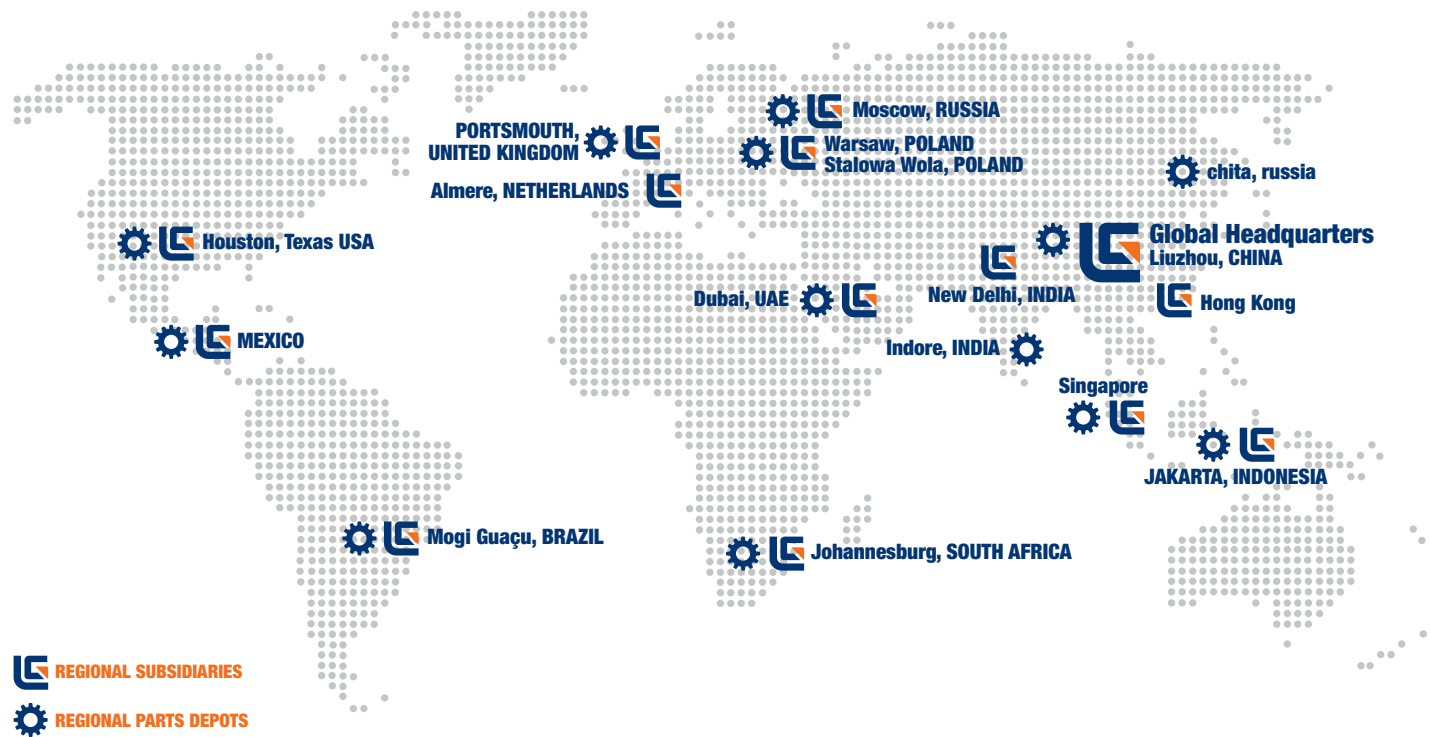 Moscow, RUSSIA
PORTSMOUTH,
UNITED KINGDOM
Warsaw, POLAND
Stalowa Wola, POLAND
chita, russia
Almere, NETHERLANDS
Houston, Texas USA
Global Headquarters
Liuzhou, CHINA
New Delhi, INDIA
Dubai, UAE
Hong Kong
MEXICO
Indore, INDIA
Singapore
JAKARTA, INDONESIA
Mogi Guaçu, BRAZIL
Johannesburg, SOUTH AFRICA
REGIONAL SUBSIDIARIES
REGIONAL PARTS DEPOTS